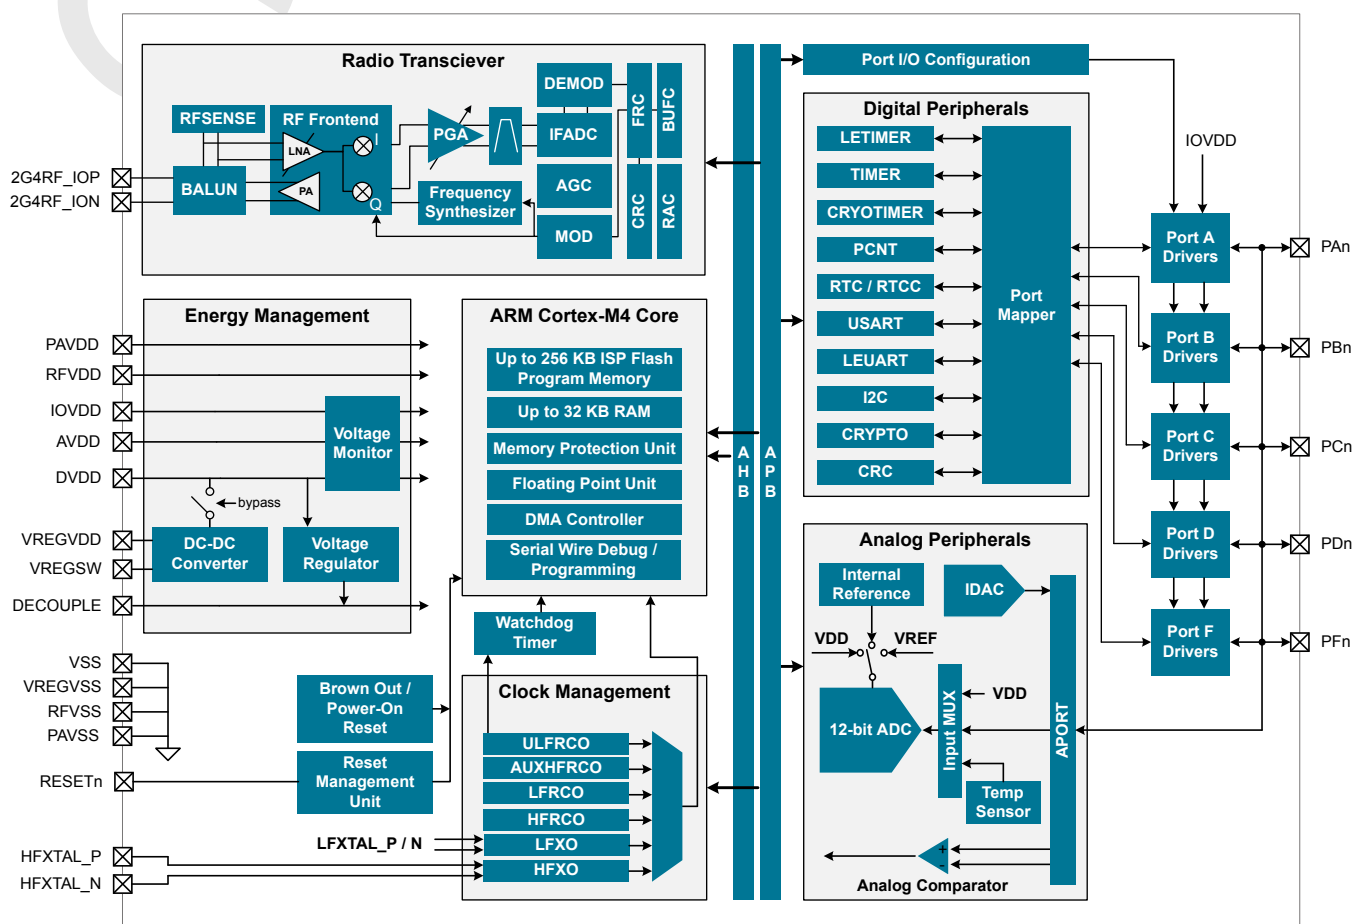 Radio Transciever
RFSENSE
RF Frontend
LNA
I
PA
Q
BALUN
PGA
Frequency
Synthesizer
DEMOD
IFADC
AGC
MOD
FRC
BUFC
CRC
RAC
2G4RF_IOP
2G4RF_ION
Energy Management
PAVDD
RFVDD
IOVDD
AVDD
DVDD
VREGVDD
VREGSW
DECOUPLE
Voltage
Monitor
bypass
DC-DC
Converter
Voltage
Regulator
VSS
VREGVSS
RFVSS
PAVSS
RESETn
HFXTAL_P
HFXTAL_N
ARM Cortex-M4 Core
Up to 256 KB ISP Flash
Program Memory
Up to 32 KB RAM
Memory Protection Unit
Floating Point Unit
DMA Controller
Serial Wire Debug /
Programming
Watchdog
Timer
Brown Out /
Power-On
Reset
Reset
Management
Unit
Clock Management
ULFRCO
AUXHFRCO
LFRCO
HFRCO
LFXO
HFXO
LFXTAL_P / N
A
H
B
A
P
B
Port I/O Configuration
Digital Peripherals
LETIMER
TIMER
CRYOTIMER
PCNT
RTC / RTCC
USART
LEUART
I2C
CRYPTO
CRC
Port
Mapper
Analog Peripherals
Internal
Reference
IDAC
VDD
VREF
12-bit ADC
Input MUX
VDD
Temp
Sensor
APORT
+
-
Analog Comparator
IOVDD
Port A
Drivers
Port B
Drivers
Port C
Drivers
Port D
Drivers
Port F
Drivers
PAn
PBn
PCn
PDn
PFn